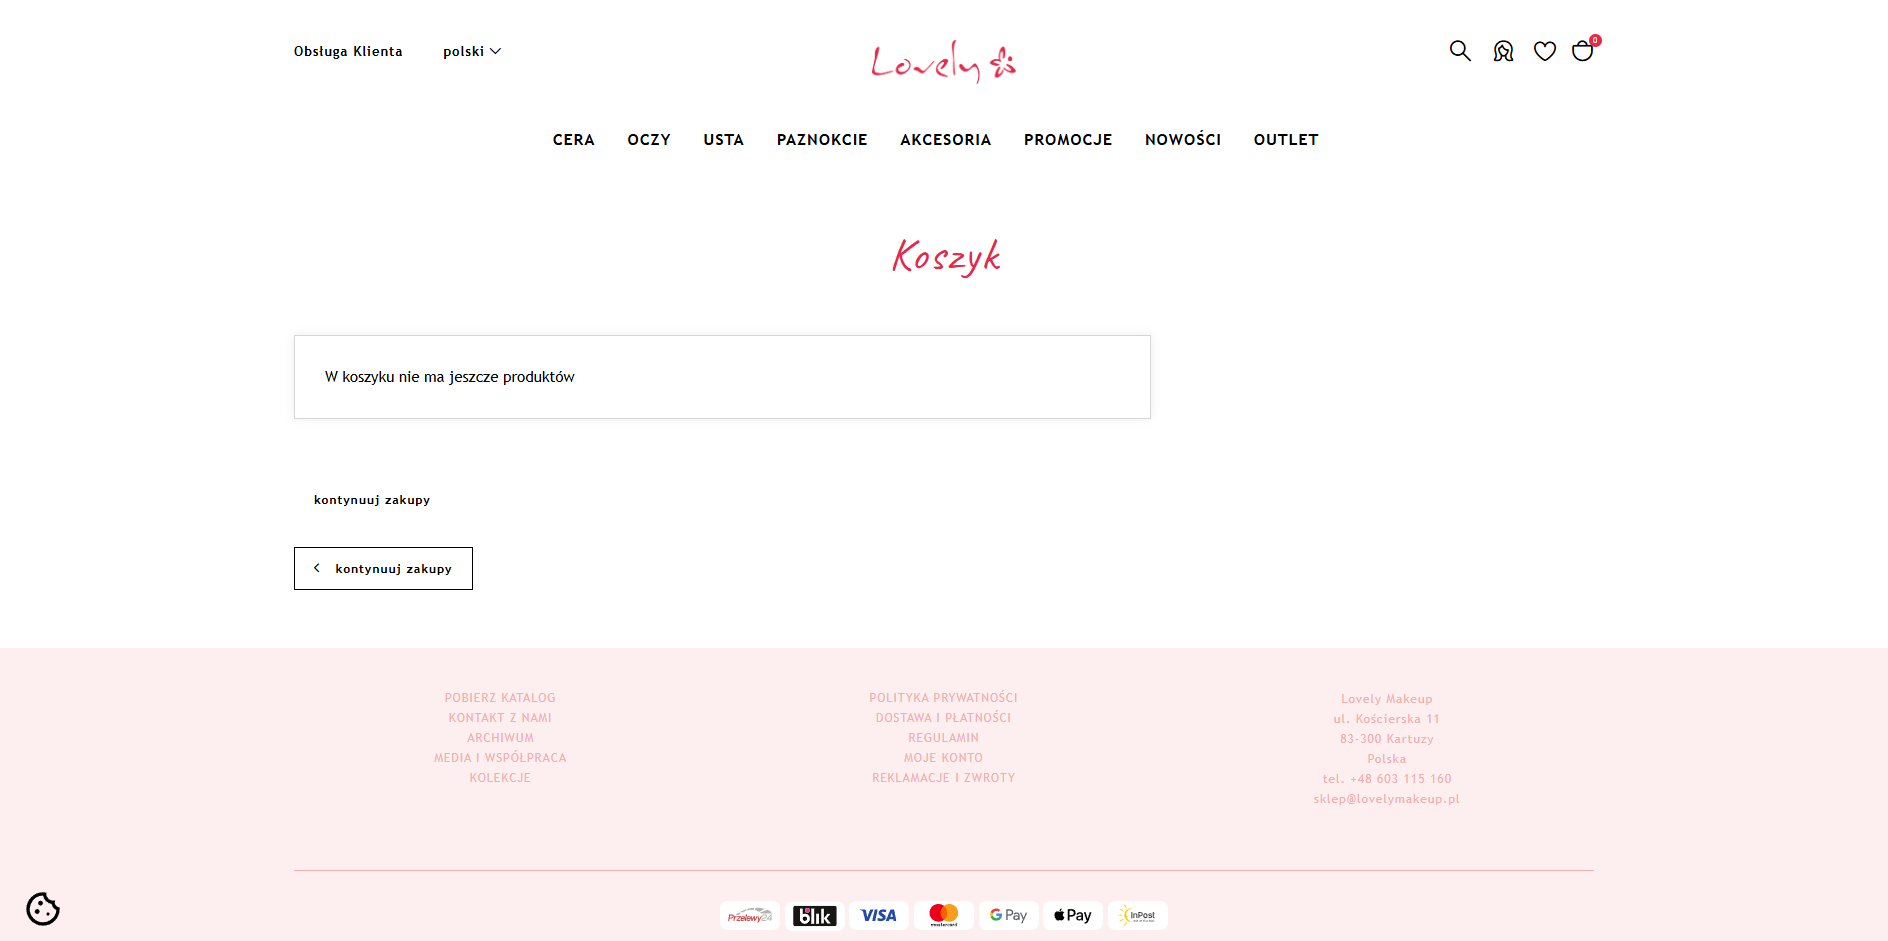 Obsługa Klienta
polski
Lovely
0
CERA OCZY USTA PAZNOKCIE AKCESORIA PROMOCJE NOWOŚCI OUTLET
Koszyk
W koszyku nie ma jeszcze produktów
kontynuuj zakupy
kontynuuj zakupy
POBIERZ KATALOG
KONTAKT Z NAMI
ARCHIWUM
MEDIA I WSPÓŁPRACA
KOLEKCJE
POLITYKA PRYWATNOŚCI
DOSTAWA I PŁATNOŚCI
REGULAMIN
MOJE KONTO
REKLAMACJE I ZWROTY
Lovely Makeup
ul. Kościerska 11
83-300 Kartuzy
Polska
tel. +48 603 115 160
sklep@lovelymakeup.pl
Przelewy24 blik VISA mastercard G Pay Pay InPost